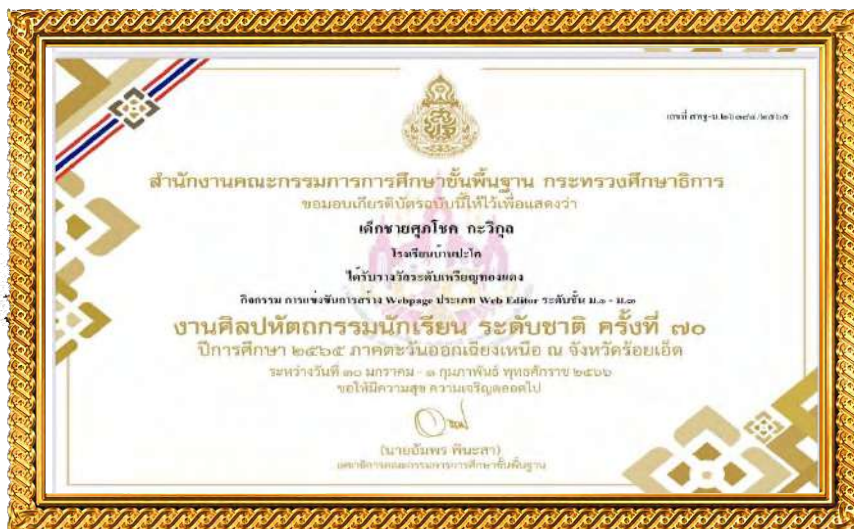 สำนักงานคณะกรรมการการศึกษาขั้นพื้นฐาน กระทรวงศึกษาธิการ
ขอมอบเกียรติบัตรฉบับนี้ให้ไว้เพื่อแสดงว่า
เด็กชายศุภโชค กะวิกุล
โรงเรียนบ้านปะโค
ได้รับรางวัลระดับเหรียญทองแดง
กิจกรรม การแข่งขันการสร้าง Webpage ประเภท Web Editor ระดับชั้น ม.๑ - ม.๓
งานศิลปหัตถกรรมนักเรียน ระดับชาติ ครั้งที่ ๗๐
ปีการศึกษา ๒๕๖๕ ภาคตะวันออกเฉียงเหนือ ณ จังหวัดร้อยเอ็ด
ระหว่างวันที่ ๓๐ มกราคม - ๑ กุมภาพันธ์ พุทธศักราช ๒๕๖๖
ขอให้มีความสุข ความเจริญตลอดไป
(นายอัมพร พินะสา)
เลขาธิการคณะกรรมการการศึกษาขั้นพื้นฐาน